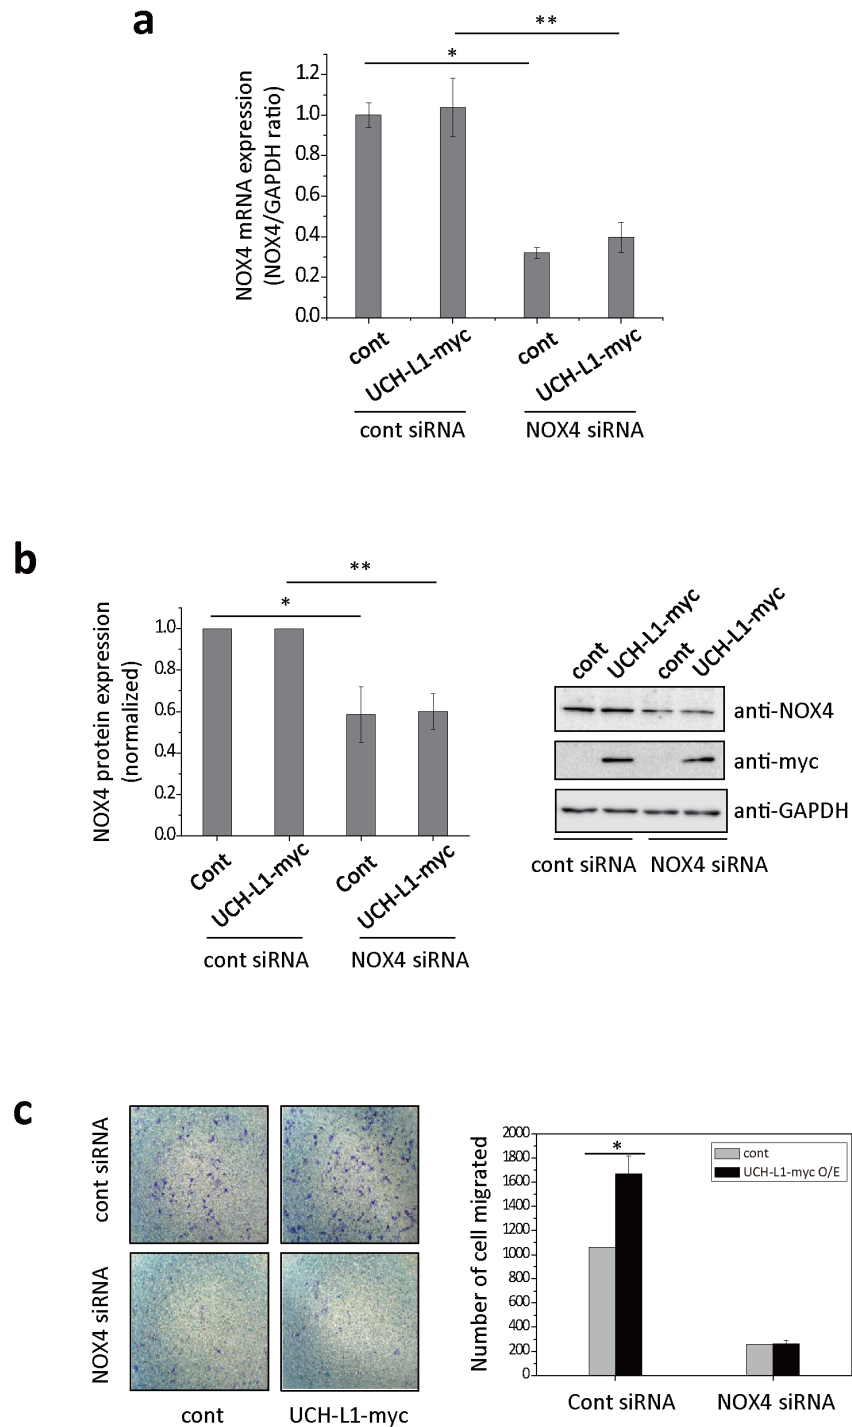 a
**
*
NOX4 mRNA expression
(NOX4/GAPDH ratio)
1.2
1.0
0.8
0.6
0.4
0.2
0.0
cont
UCH-L1-myc
cont
UCH-L1-myc
cont siRNA
NOX4 siRNA
b
**
*
NOX4 protein expression
(normalized)
1.0
0.8
0.6
0.4
0.2
0.0
Cont
UCH-L1-myc
Cont
UCH-L1-myc
cont siRNA
NOX4 siRNA
cont
UCH-L1-myc
cont
UCH-L1-myc
anti-NOX4
anti-myc
anti-GAPDH
cont siRNA
NOX4 siRNA
c
cont siRNA
NOX4 siRNA
cont
UCH-L1-myc
Number of cell migrated
2000
1800
1600
1400
1200
1000
800
600
400
200
0
*
cont
UCH-L1-myc O/E
Cont siRNA
NOX4 siRNA